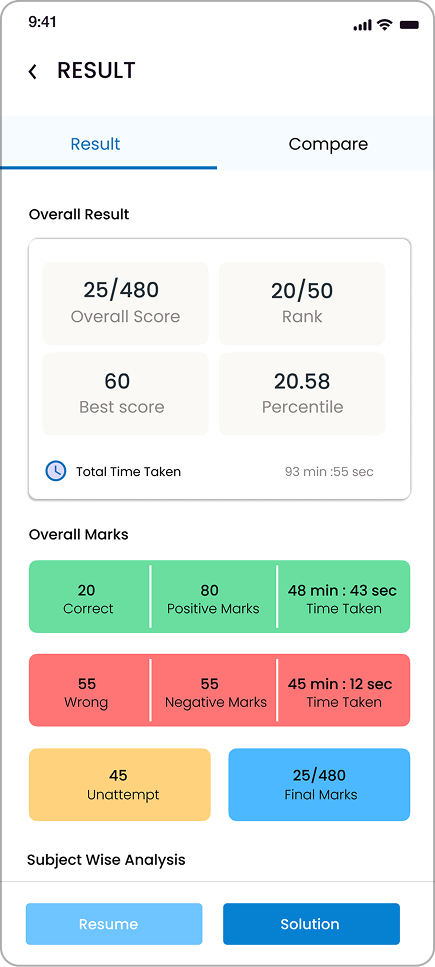 9:41
RESULT
Result Compare
Overall Result
25/480 20/50
Overall Score Rank
60 20.58
Best score Percentile
Total Time Taken 93 min :55 sec
Overall Marks
20 80 48 min : 43 sec
Correct Positive Marks Time Taken
55 55 45 min : 12 sec
Wrong Negative Marks Time Taken
45 25/480
Unattempt Final Marks
Subject Wise Analysis
Resume Solution